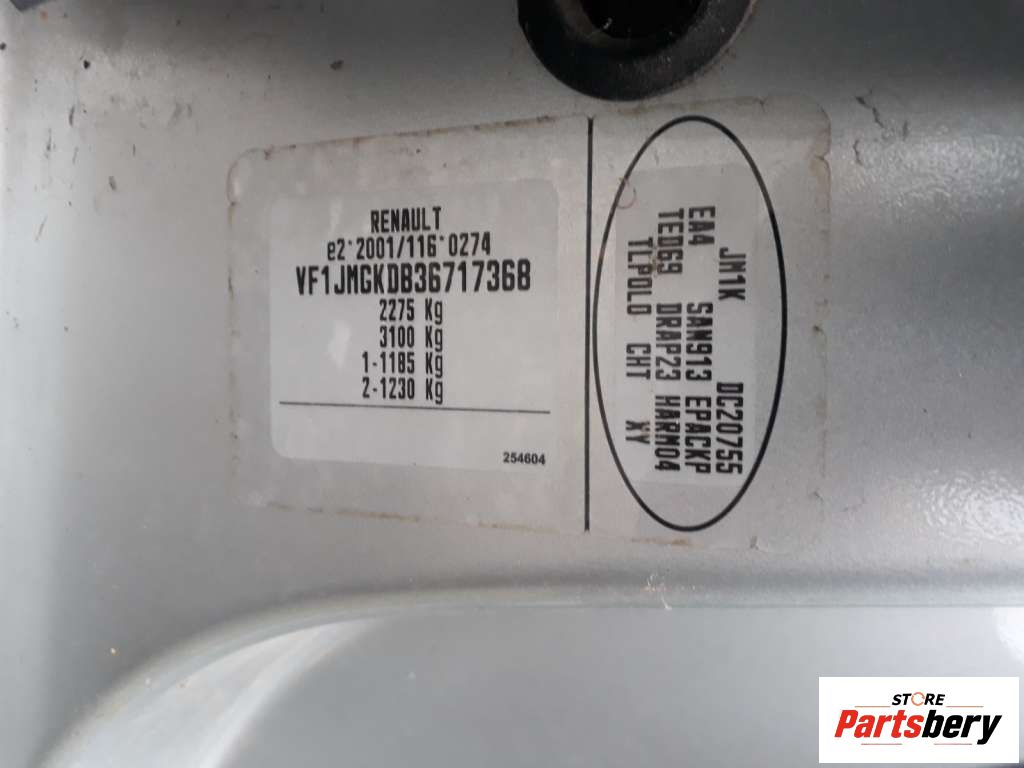 RENAULT
e2*2001/116*0274
VF1JMGKDB36717368
2275 Kg
3100 Kg
1-1185 Kg
2-1230 Kg
254604
JM1K DC20755
EA4 SAN913 EPACKP
TED69 DRAP23 HARM04
TLPOLO CHT XY
STORE
Partsbery